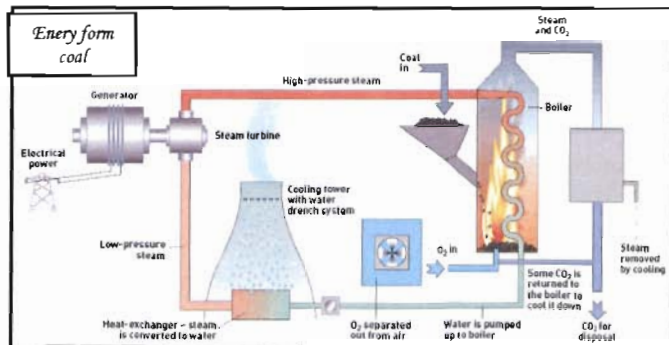 Enery form
coal
Steam
and CO₂
Coal
in
High-pressure steam
Boiler
Generator
Steam turbine
Electrical
power
Cooling tower
with water
drench system
Low-pressure
steam
O₂ in
Steam
removed
by cooling
Some CO₂ is
returned to
the boiler to
cool it down
Heat-exchanger – steam
is converted to water
O₂ separated
out from air
Water is pumped
up to boiler
CO₂ for
disposal